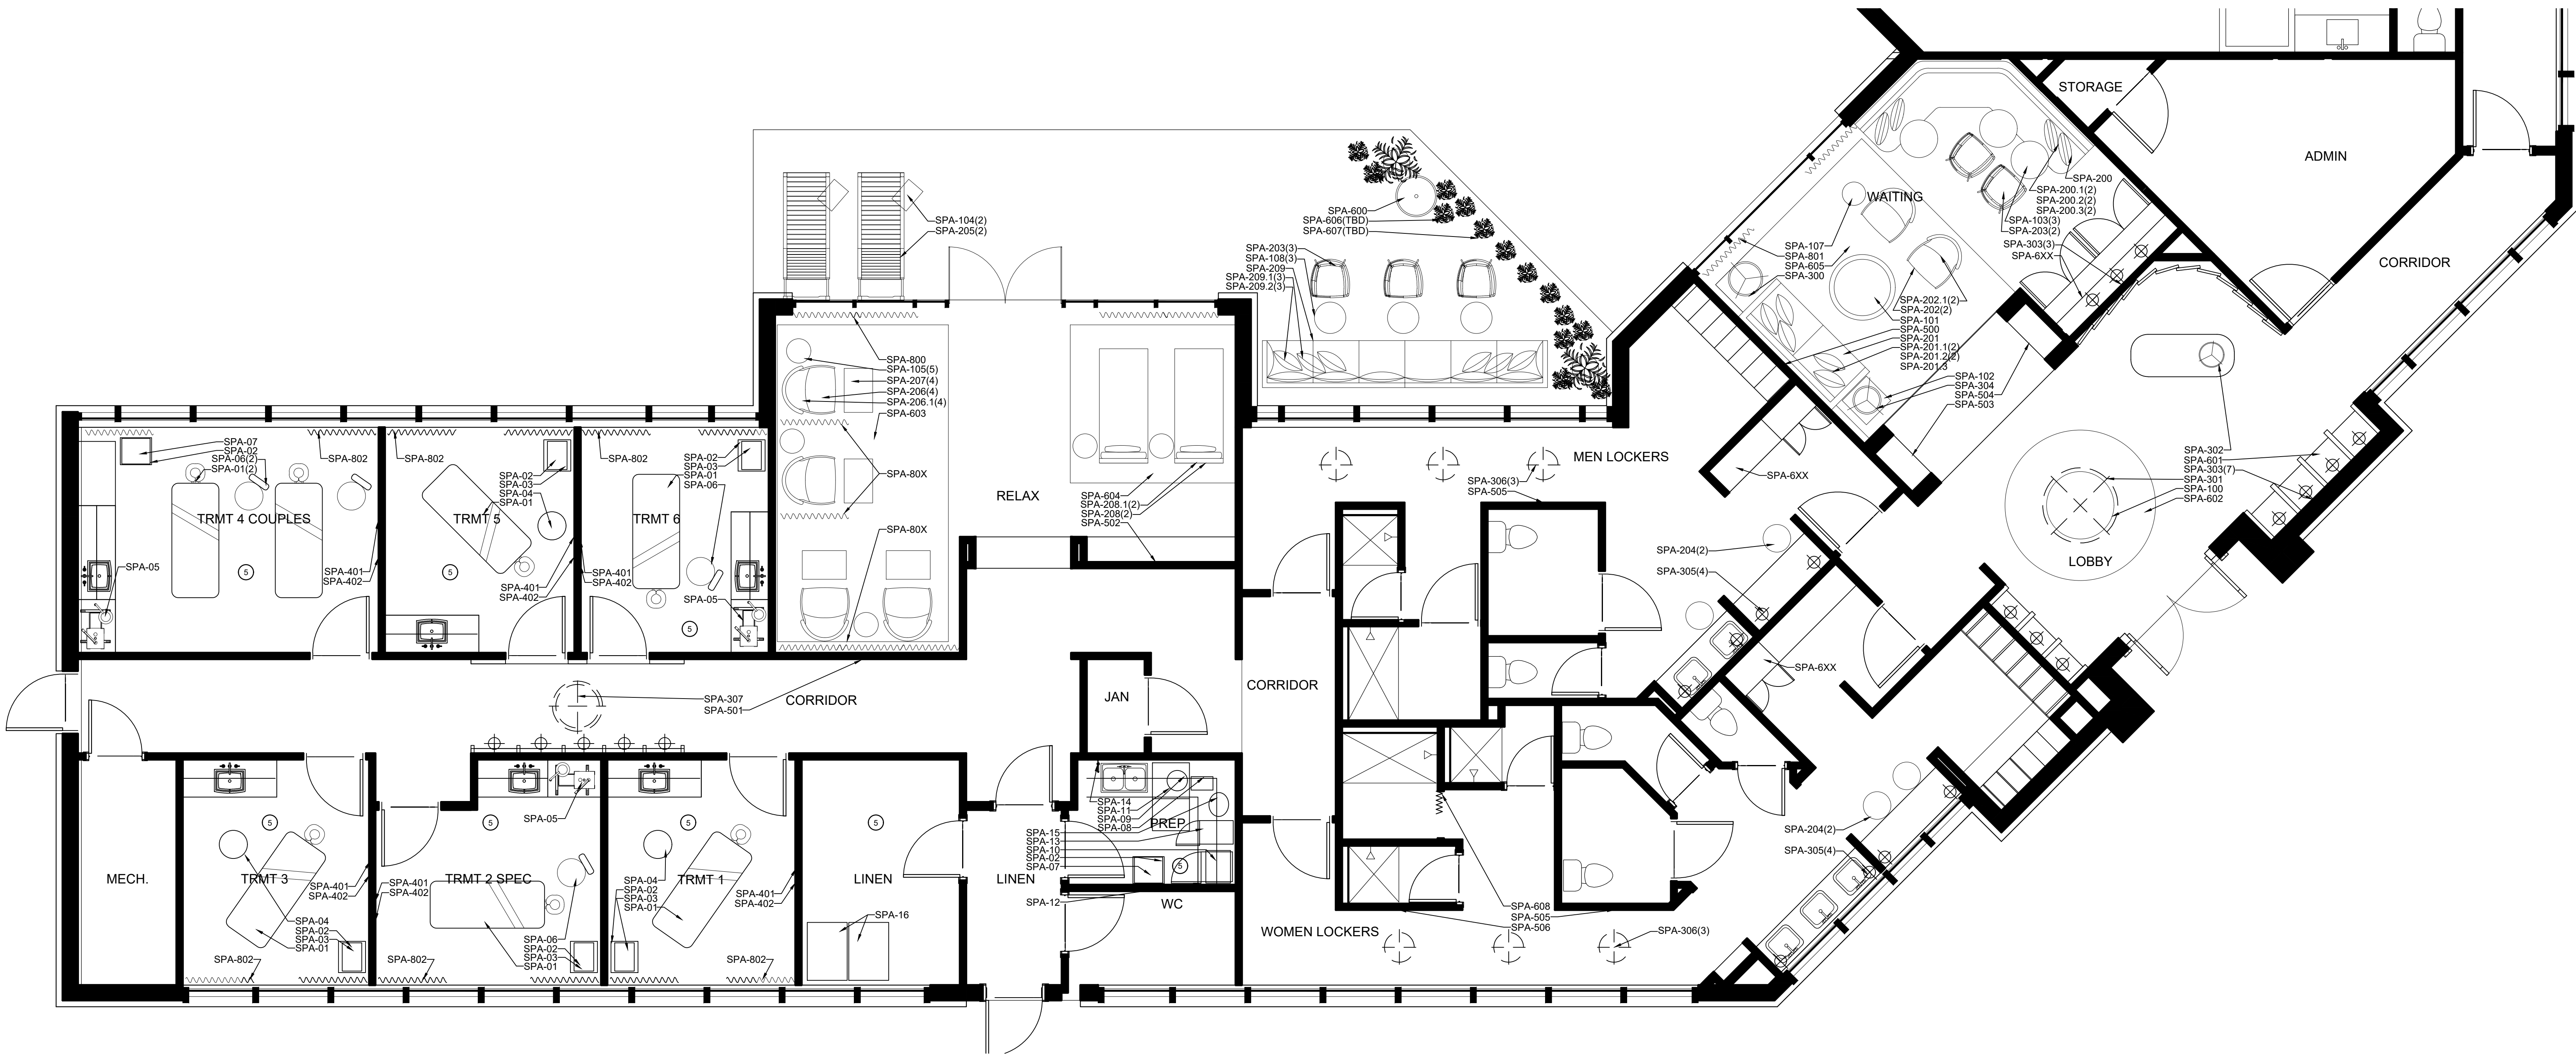 STORAGE
ADMIN
SPA-200
SPA-200.1(2)
SPA-200.2(2)
SPA-200.3(2)
SPA-103(3)
SPA-203(2)
SPA-303(3)
SPA-6XX
WAITING
SPA-107
SPA-801
SPA-605
SPA-300
CORRIDOR
SPA-104(2)
SPA-205(2)
SPA-600
SPA-606(TBD)
SPA-607(TBD)
SPA-203(3)
SPA-108(3)
SPA-209
SPA-209.1(3)
SPA-209.2(3)
SPA-202.1(2)
SPA-202(2)
SPA-101
SPA-500
SPA-201
SPA-201.1(2)
SPA-201.2(2)
SPA-201.3
SPA-102
SPA-304
SPA-504
SPA-503
SPA-800
SPA-105(5)
SPA-207(4)
SPA-206(4)
SPA-206.1(4)
SPA-603
SPA-80X
SPA-80X
RELAX
SPA-604
SPA-208.1(2)
SPA-208(2)
SPA-502
SPA-07
SPA-02
SPA-06(2)
SPA-01(2)
SPA-802
TRMT 4 COUPLES
5
SPA-05
SPA-401
SPA-402
SPA-802
SPA-02
SPA-03
SPA-04
SPA-01
TRMT 5
5
SPA-401
SPA-402
SPA-802
SPA-02
SPA-03
SPA-01
SPA-06
TRMT 6
SPA-401
SPA-402
SPA-05
5
MEN LOCKERS
SPA-306(3)
SPA-505
SPA-6XX
SPA-204(2)
SPA-305(4)
SPA-302
SPA-601
SPA-303(7)
SPA-301
SPA-100
SPA-602
LOBBY
SPA-6XX
SPA-307
SPA-501
CORRIDOR
JAN
CORRIDOR
MECH.
5
TRMT 3
SPA-401
SPA-402
SPA-04
SPA-02
SPA-03
SPA-01
SPA-802
SPA-05
5
SPA-401
SPA-402
TRMT 2 SPEC
SPA-06
SPA-02
SPA-03
SPA-01
SPA-802
5
SPA-04
SPA-02
SPA-03
SPA-01
TRMT 1
SPA-401
SPA-402
SPA-802
5
LINEN
SPA-16
LINEN
SPA-14
SPA-11
SPA-09
SPA-08
PREP
SPA-15
SPA-13
SPA-10
SPA-02
SPA-07
5
SPA-12
WC
WOMEN LOCKERS
SPA-608
SPA-505
SPA-506
SPA-306(3)
SPA-204(2)
SPA-305(4)